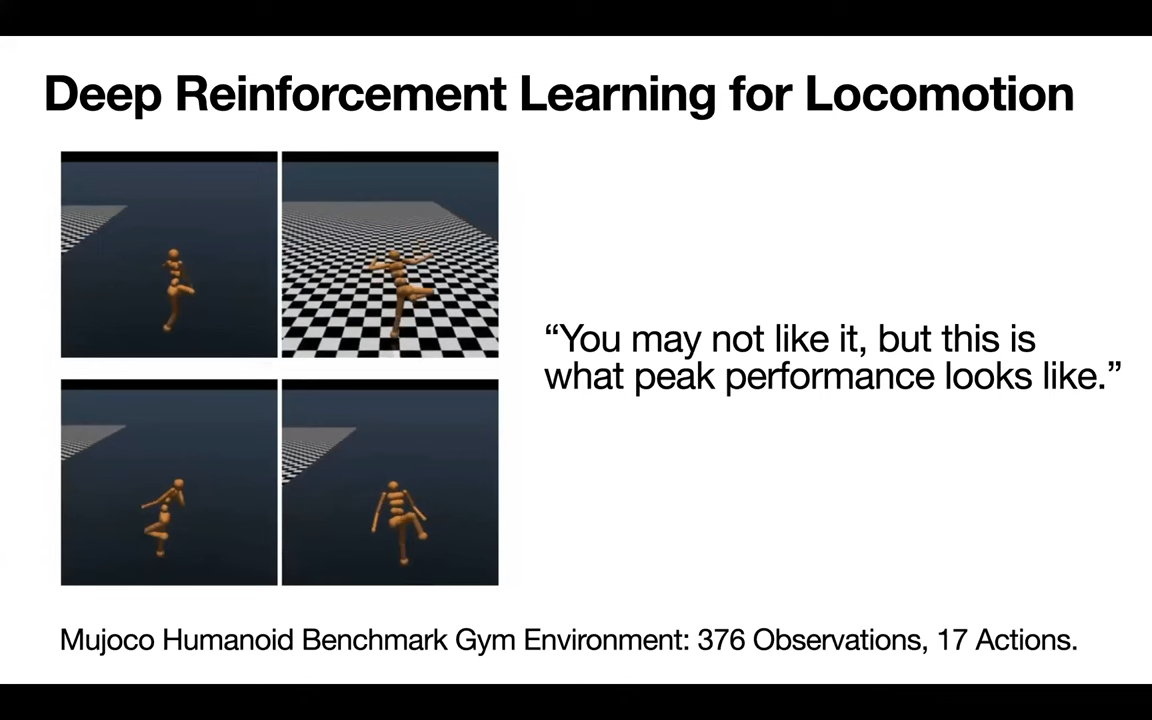 Deep Reinforcement Learning for Locomotion
“You may not like it, but this is
what peak performance looks like.”
Mujoco Humanoid Benchmark Gym Environment: 376 Observations, 17 Actions.